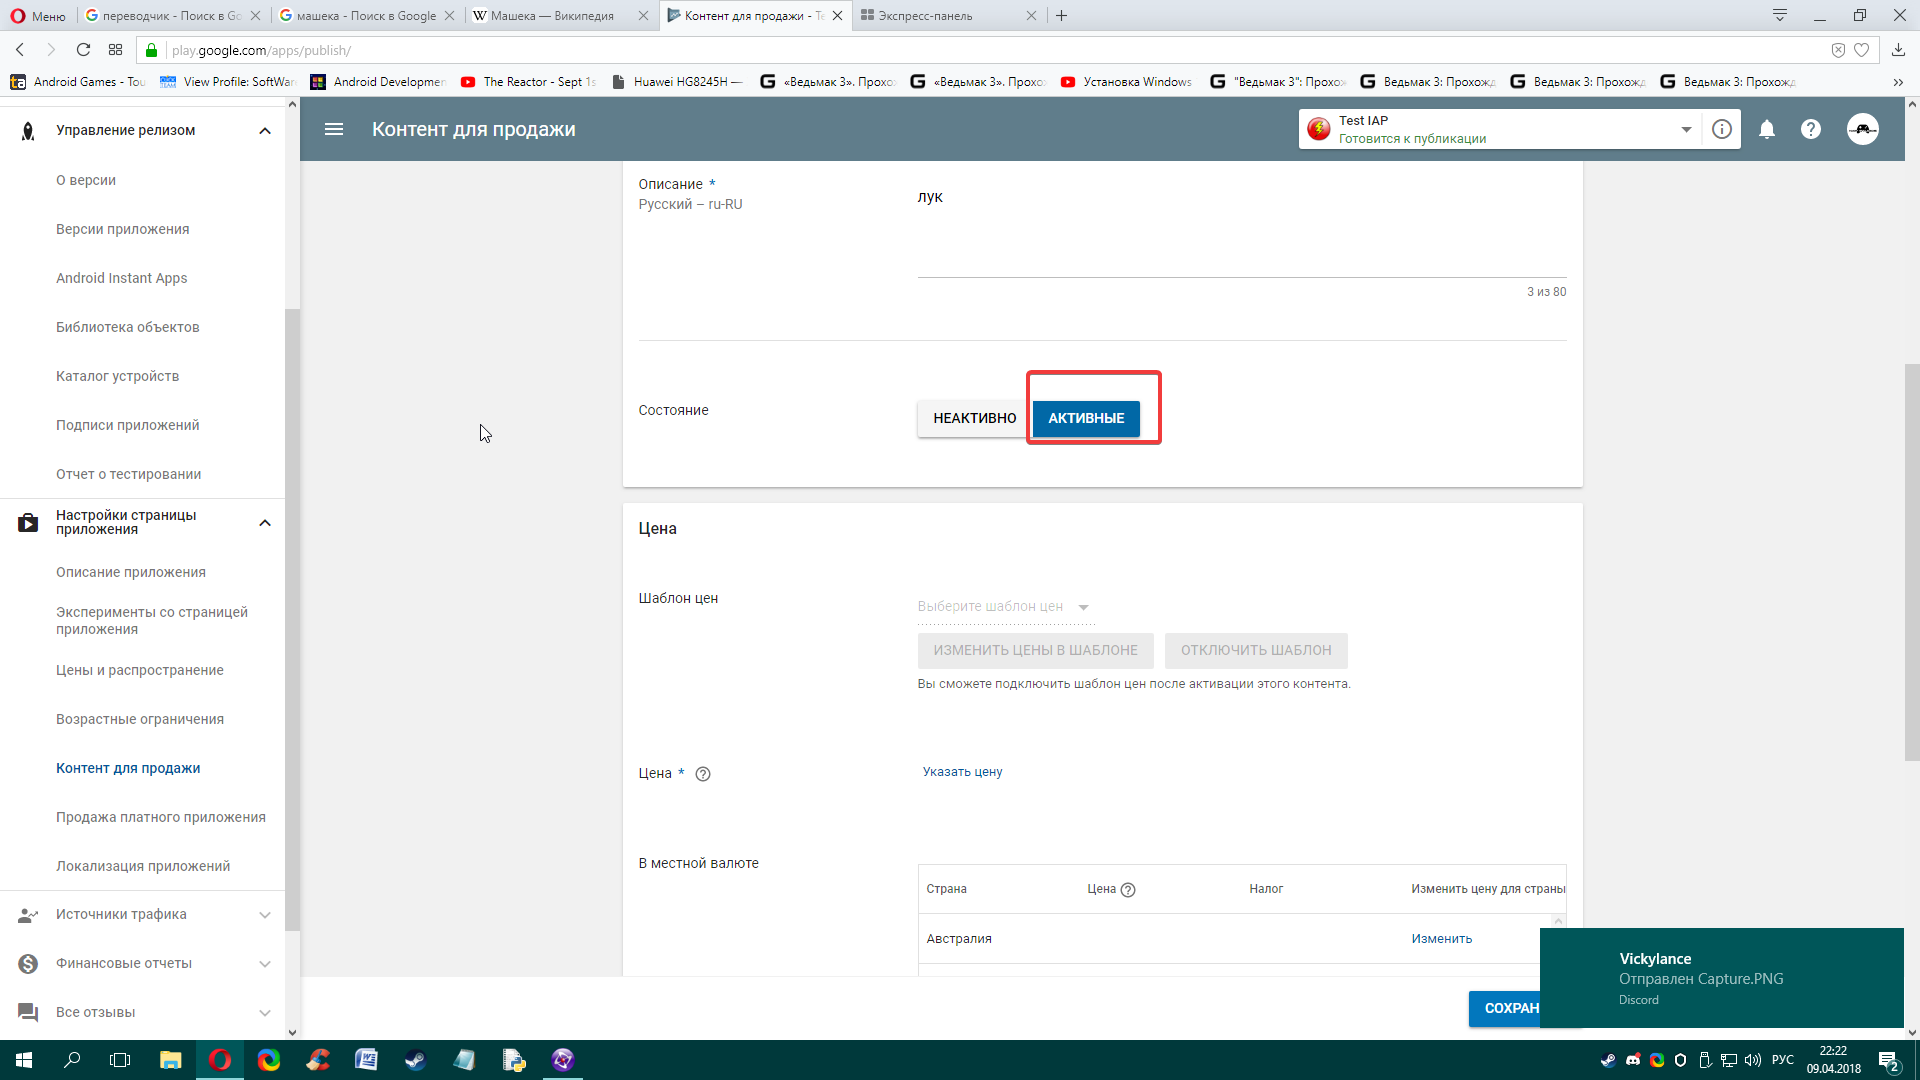 Меню
переводчик - Поиск в Go
машека - Поиск в Google
Машека — Википедия
Контент для продажи - Te
Экспресс-панель
play.google.com/apps/publish/
Android Games - Tou
View Profile: SoftWare
Android Developmen
The Reactor - Sept 1s
Huawei HG8245H —
«Ведьмак 3». Прохо
«Ведьмак 3». Прохо
Установка Windows
"Ведьмак 3": Прохож
Ведьмак 3: Прохожд
Ведьмак 3: Прохожд
Ведьмак 3: Прохожд
Управление релизом
О версии
Версии приложения
Android Instant Apps
Библиотека объектов
Каталог устройств
Подписи приложений
Отчет о тестировании
Настройки страницы
приложения
Описание приложения
Эксперименты со страницей
приложения
Цены и распространение
Возрастные ограничения
Контент для продажи
Продажа платного приложения
Локализация приложений
Источники трафика
Финансовые отчеты
Все отзывы
Контент для продажи
Test IAP
Готовится к публикации
Описание *
Русский – ru-RU
лук
3 из 80
Состояние
НЕАКТИВНО
АКТИВНЫЕ
Цена
Шаблон цен
Выберите шаблон цен
ИЗМЕНИТЬ ЦЕНЫ В ШАБЛОНЕ
ОТКЛЮЧИТЬ ШАБЛОН
Вы сможете подключить шаблон цен после активации этого контента.
Цена *
Указать цену
В местной валюте
Страна
Цена
Налог
Изменить цену для страны
Австралия
Изменить
СОХРАН
Vickylance
Отправлен Capture.PNG
Discord
РУС
22:22
09.04.2018
2